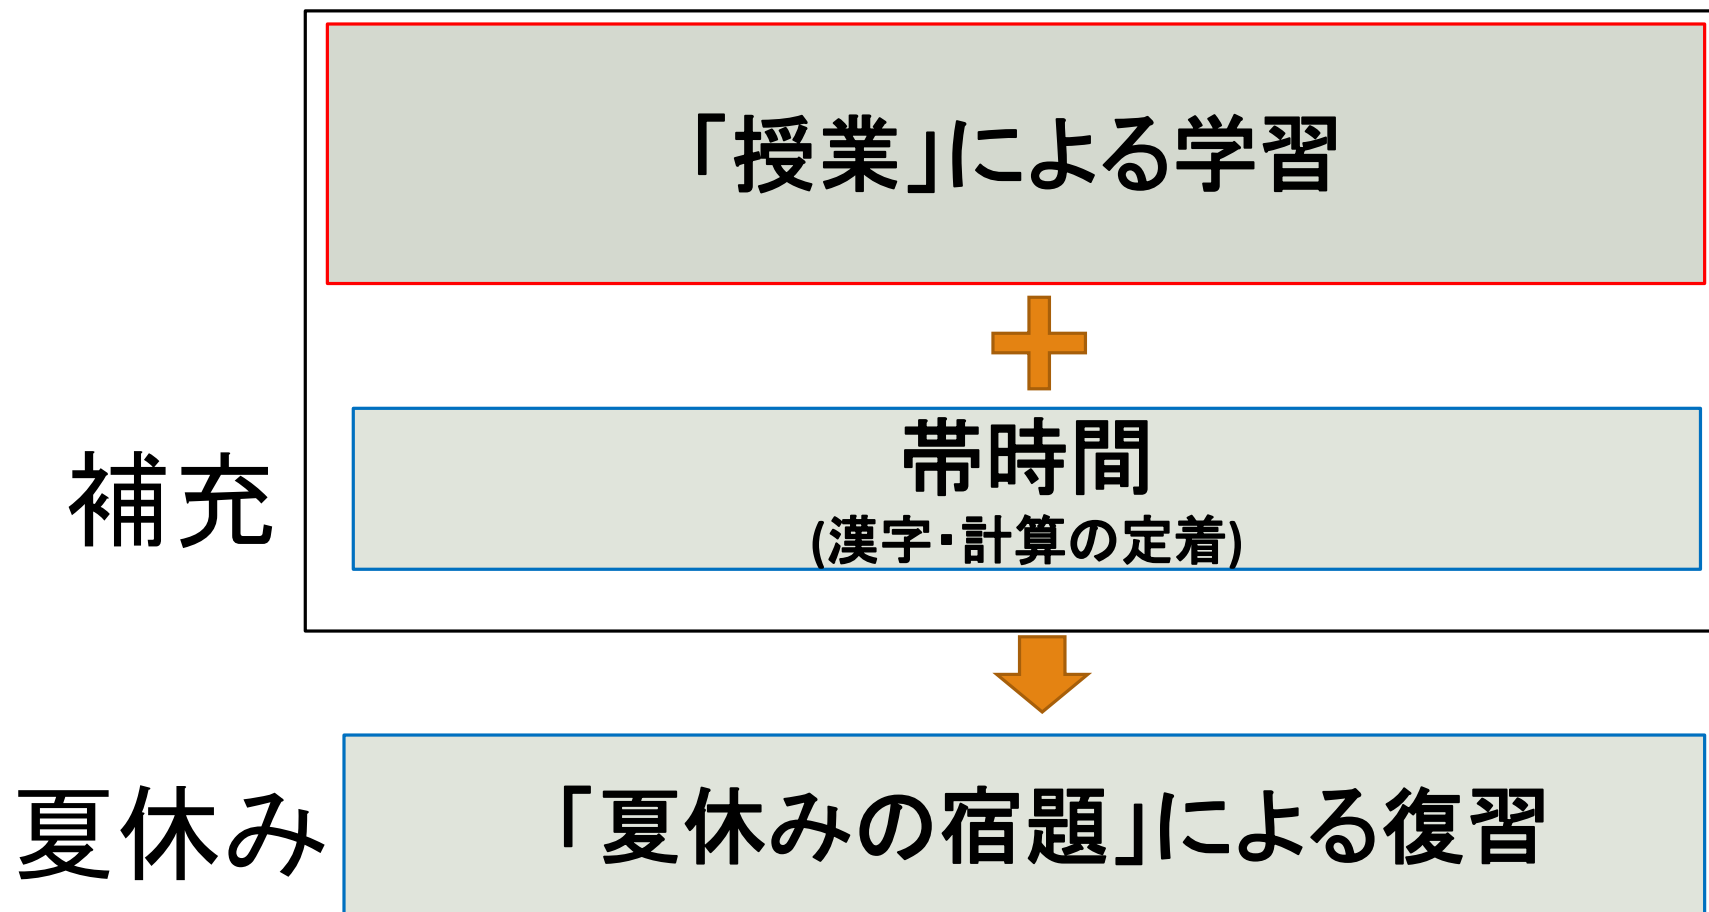 「授業」による学習
補充
帯時間
(漢字・計算の定着)
夏休み
「夏休みの宿題」による復習